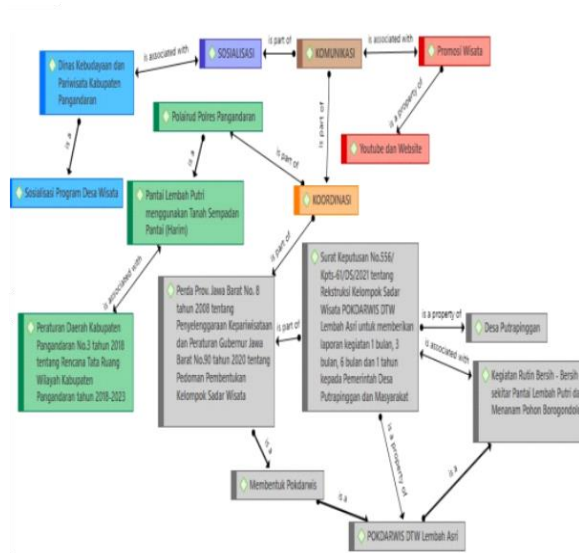 is associated with
SOSIALISASI
is part of
KOMUNIKASI
is associated with
Promosi Wisata
Dinas Kebudayaan dan
Pariwisata Kabupaten
Pangandaran
is a
is a property of
Polairud Polres Pangandaran
is part of
is part of
Youtube dan Website
Sosialisasi Program Desa Wisata
is a
Pantai Lembah Putri
menggunakan Tanah Sempadan
Pantai (Harim)
KOORDINASI
is part of
is associated with
Peraturan Daerah Kabupaten
Pangandaran No.3 tahun 2018
tentang Rencana Tata Ruang
Wilayah Kabupaten
Pangandaran tahun 2018-2023
Perda Prov. Jawa Barat No. 8
tahun 2008 tentang
Penyelenggaraan Kepariwisataan
dan Peraturan Gubernur Jawa
Barat No.90 tahun 2020 tentang
Pedoman Pembentukan
Kelompok Sadar Wisata
is part of
Surat Keputusan No.556/
Kpts-61/DS/2021 tentang
Rekstruksi Kelompok Sadar
Wisata POKDARWIS DTW
Lembah Asri untuk memberikan
laporan kegiatan 1 bulan, 3
bulan, 6 bulan dan 1 tahun
kepada Pemerintah Desa
Putrapinggan dan Masyarakat
is a property of
Desa Putrapinggan
is associated with
Kegiatan Rutin Bersih - Bersih
sekitar Pantai Lembah Putri da
Menanam Pohon Borogondol
is a
is a property of
is a
Membentuk Pokdarwis
is a
POKDARWIS DTW Lembah Asri